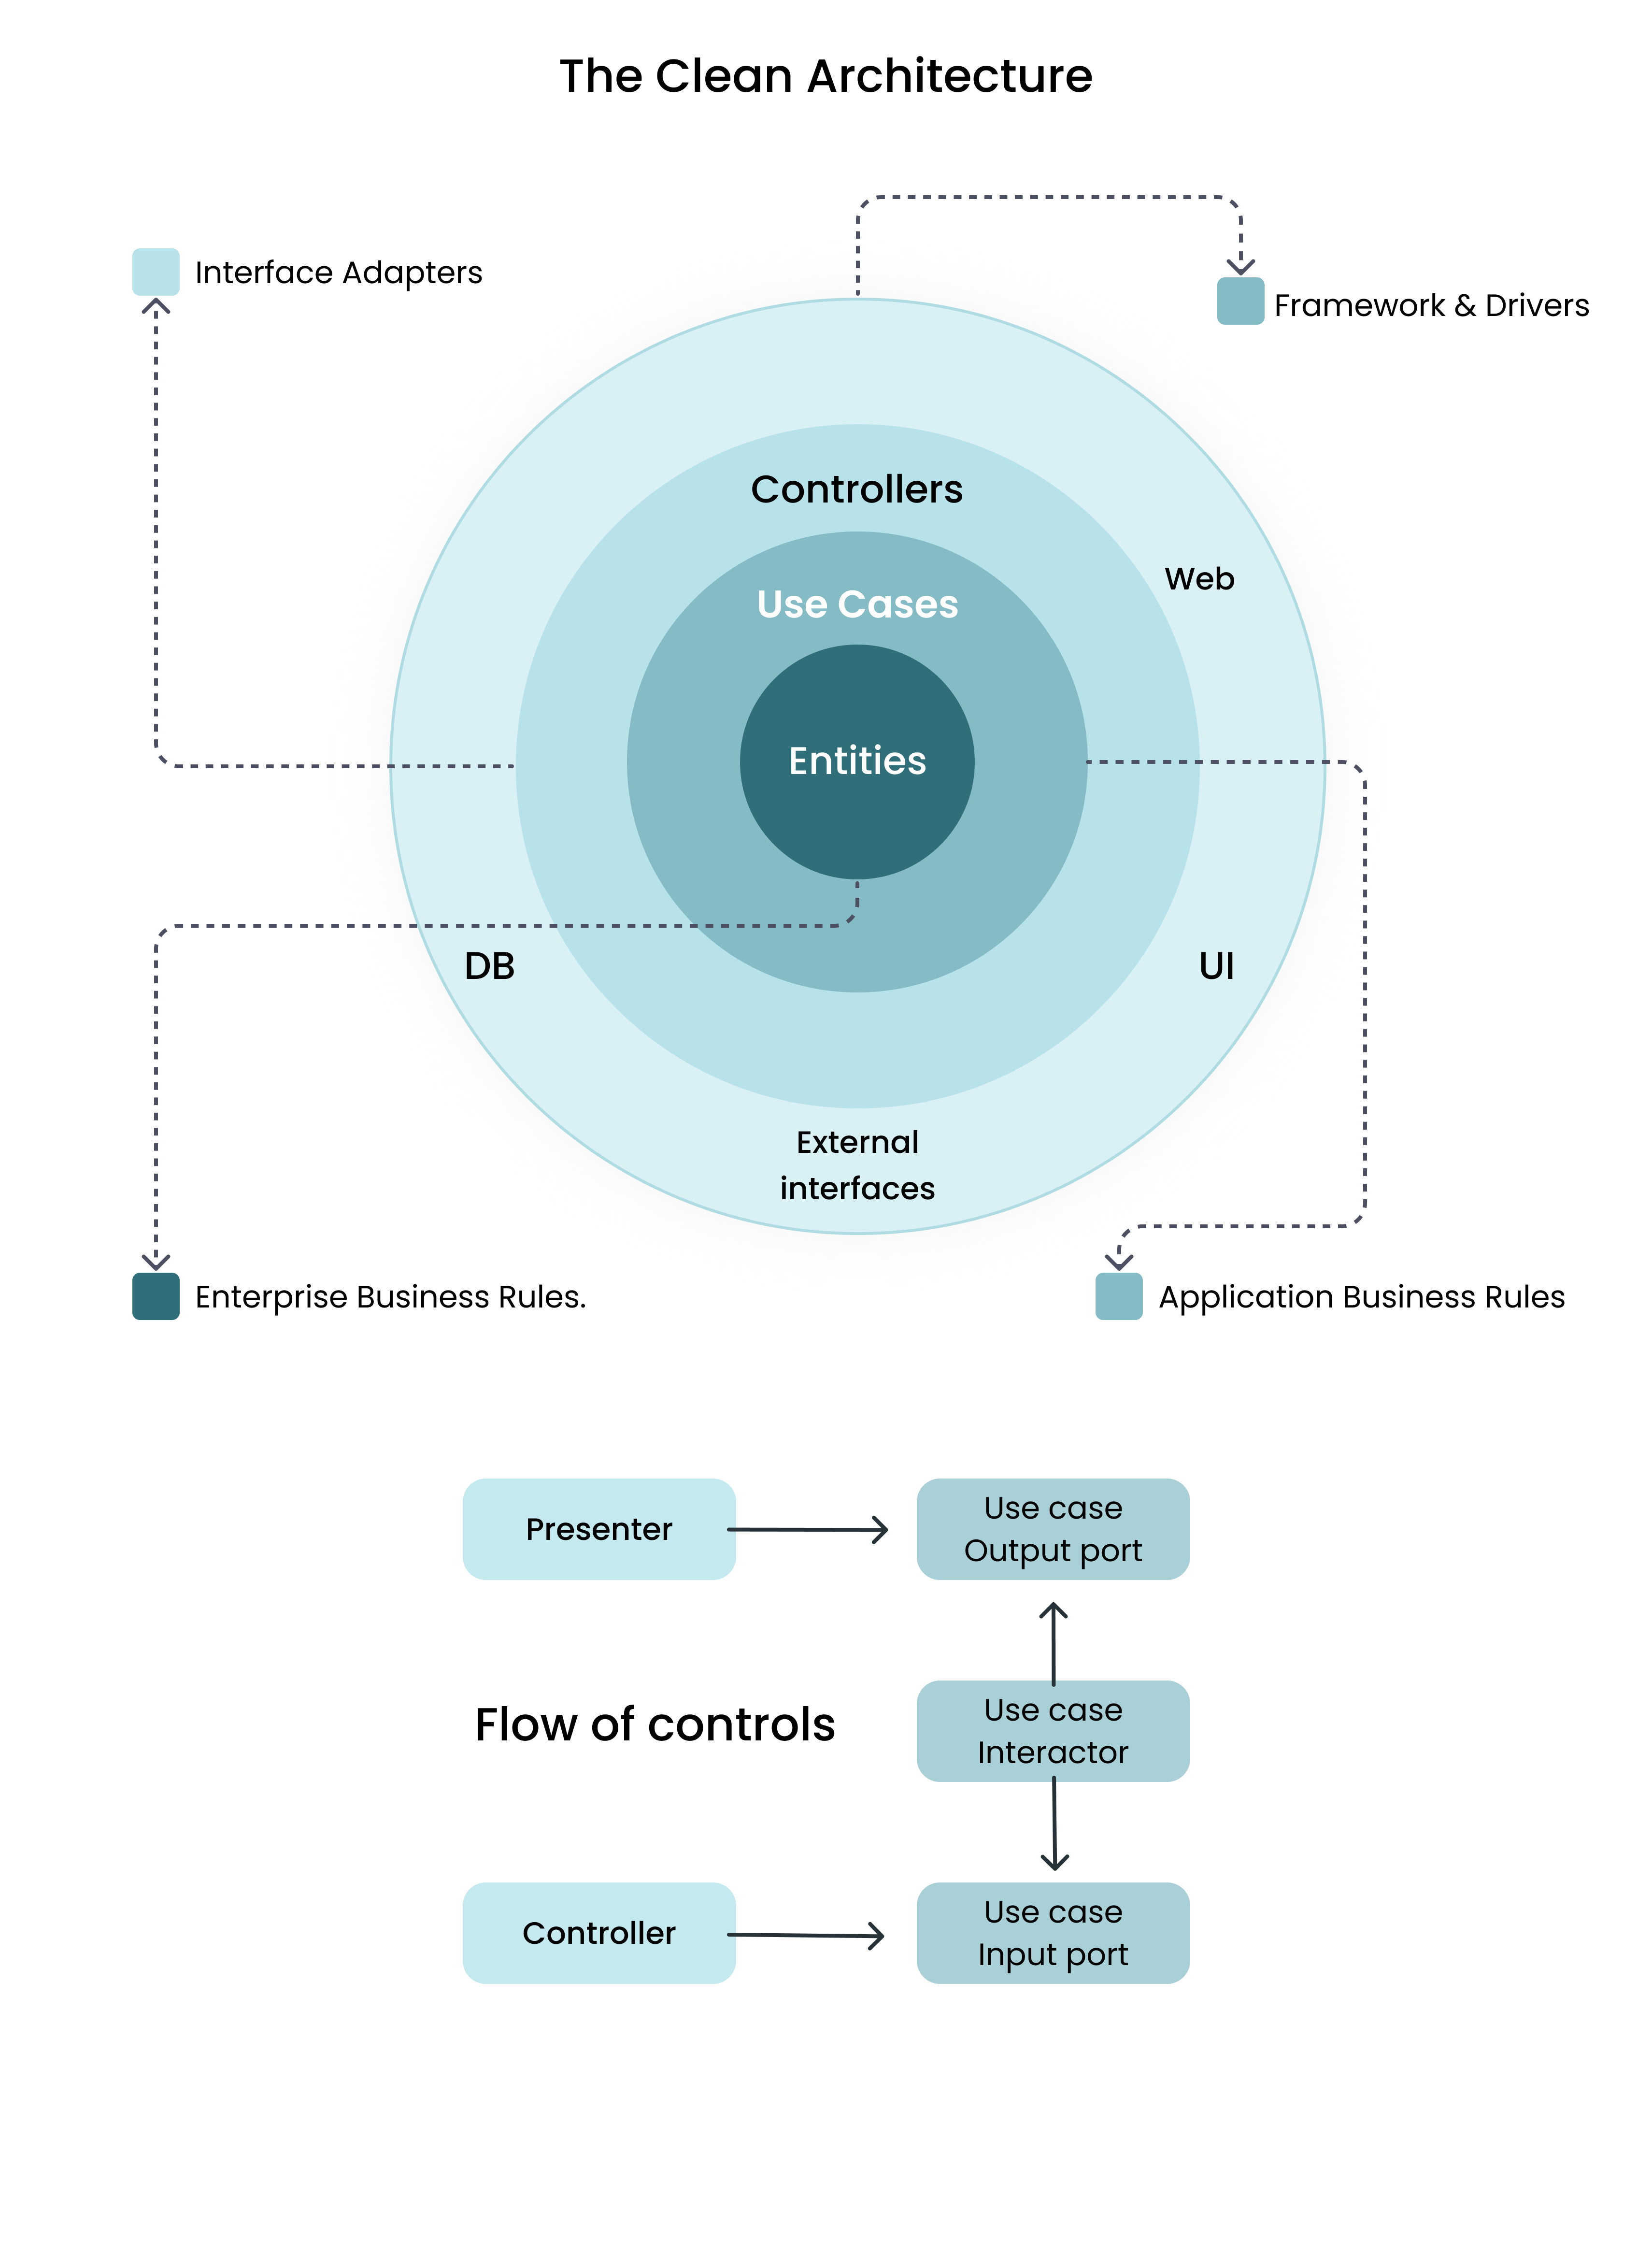 The Clean Architecture
Interface Adapters
Framework & Drivers
Controllers
Web
Use Cases
Entities
DB
UI
External
interfaces
Enterprise Business Rules.
Application Business Rules
Presenter
Use case
Output port
Flow of controls
Use case
Interactor
Controller
Use case
Input port